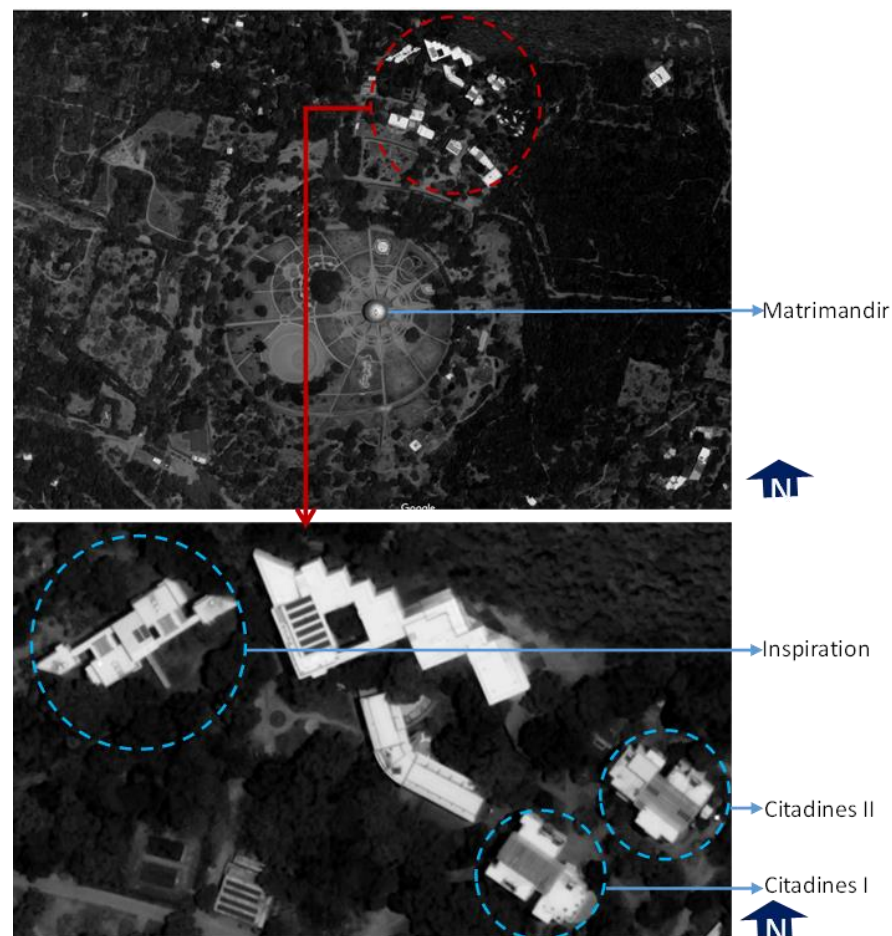 Matrimandir
N
Google
Inspiration
Citadines II
Citadines I
N